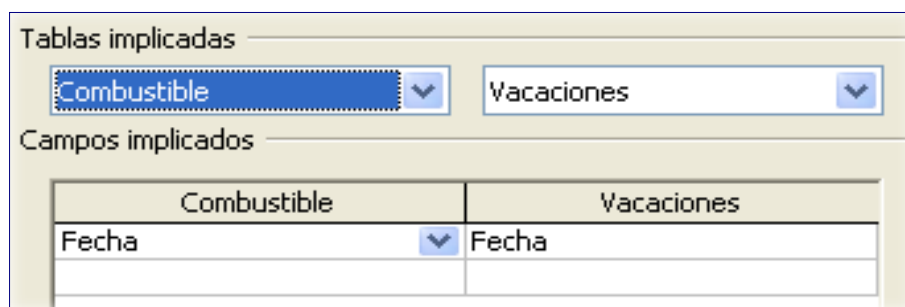 Tablas implicadas
Combustible Vacaciones
Campos implicados
Combustible Vacaciones
Fecha Fecha